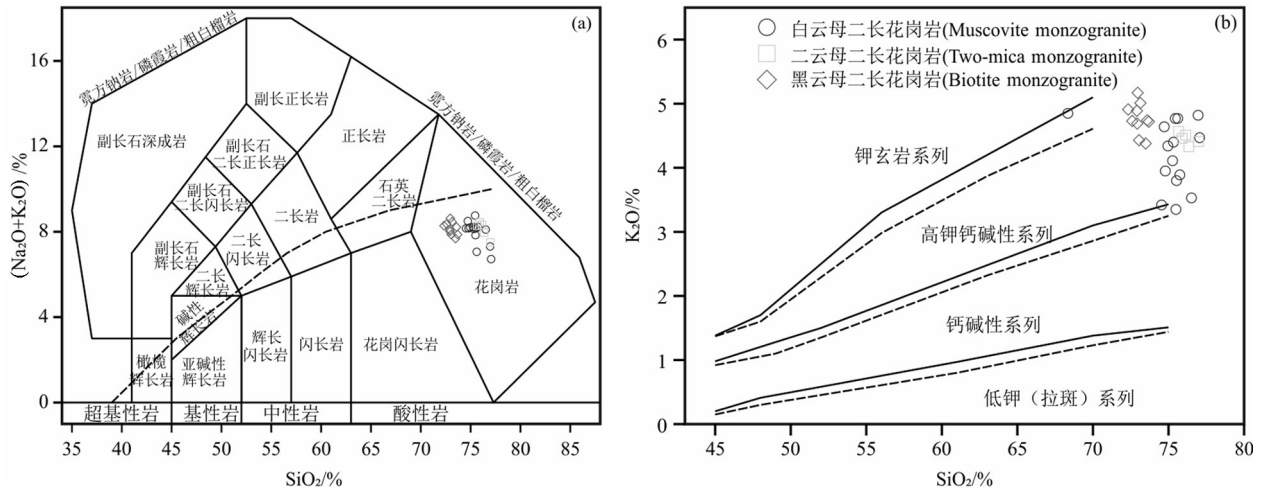 (a)
16
12
8
4
0
(Na₂O+K₂O) /%
霓方钠岩/磷霞岩/粗白榴岩
霓方钠岩/磷霞岩/粗白榴岩
副长石深成岩
副长正长岩
正长岩
副长石
二长正长岩
副长石
二长闪长岩
石英
二长岩
二长岩
副长石
辉长岩
二长
闪长岩
二长
辉长岩
碱性
辉长岩
花岗岩
橄榄
辉长岩
亚碱性
辉长岩
辉长
闪长岩
闪长岩
花岗闪长岩
超基性岩
基性岩
中性岩
酸性岩
35 40 45 50 55 60 65 70 75 80 85
SiO₂/%
(b)
白云母二长花岗岩(Muscovite monzogranite)
二云母二长花岗岩(Two-mica monzogranite)
黑云母二长花岗岩(Biotite monzogranite)
6
5
4
3
2
1
0
K₂O/%
钾玄岩系列
高钾钙碱性系列
钙碱性系列
低钾（拉斑）系列
45 50 55 60 65 70 75 80
SiO₂/%